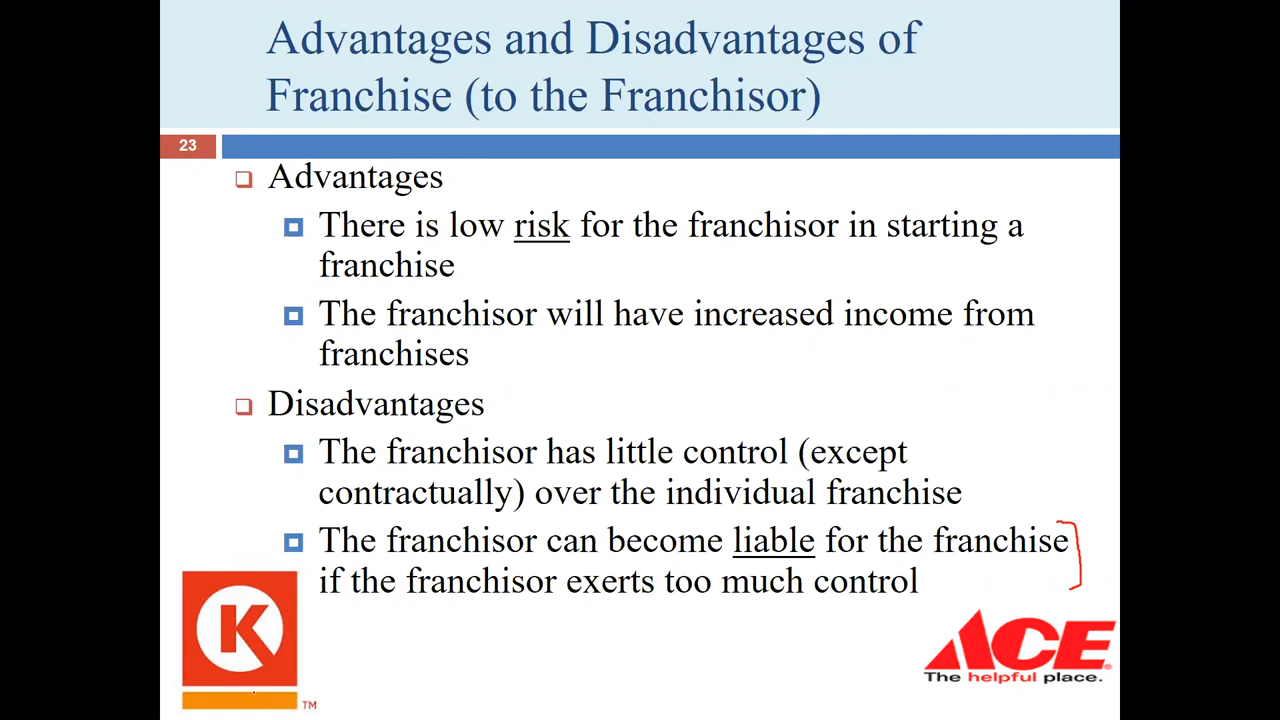 Advantages and Disadvantages of
Franchise (to the Franchisor)
23
Advantages
There is low risk for the franchisor in starting a
franchise
The franchisor will have increased income from
franchises
Disadvantages
The franchisor has little control (except
contractually) over the individual franchise
The franchisor can become liable for the franchise
if the franchisor exerts too much control
K
TM
ACE®
The helpful place.